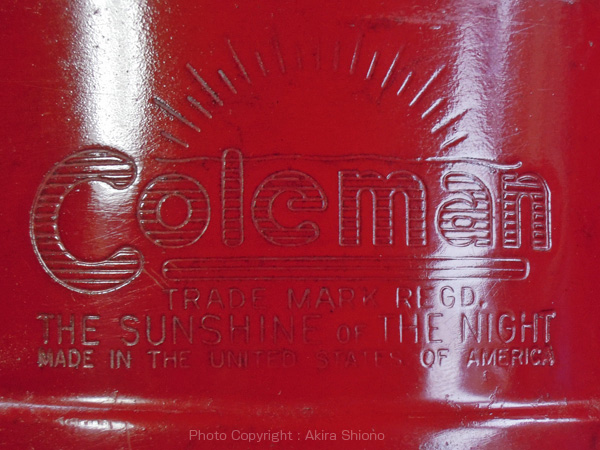 Coleman
TRADE MARK REGD.
THE SUNSHINE OF THE NIGHT
MADE IN THE UNITED STATES OF AMERICA
Photo Copyright : Akira Shiono